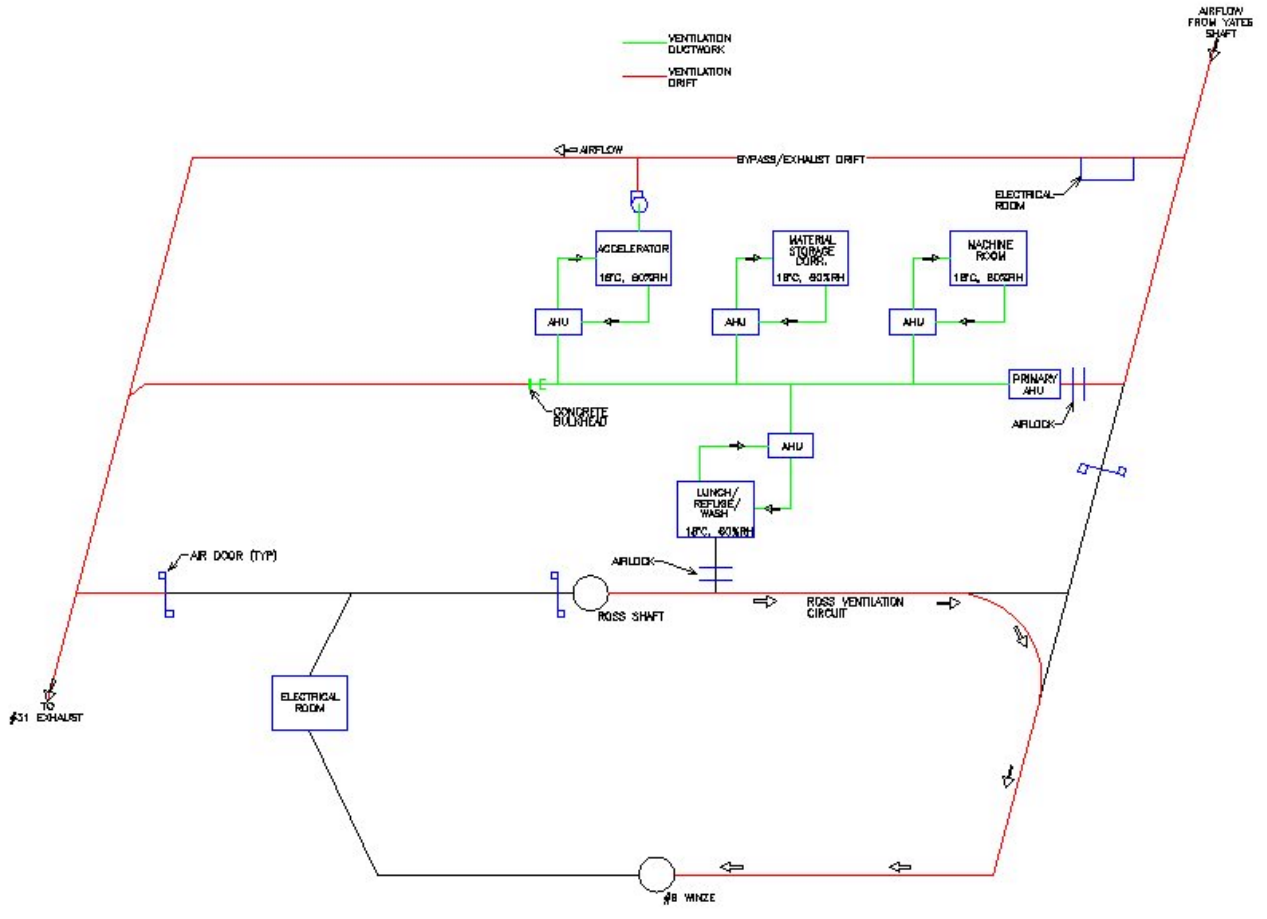 AIRFLOW
FROM YATES
SHAFT
VENTILATION
DUCTWORK
VENTILATION
DRIFT
AIRFLOW
BYPASS/EXHAUST DRIFT
ELECTRICAL
ROOM
ACCELERATOR
18°C, 60%RH
MATERIAL
STORAGE
CORR.
18°C, 60%RH
MACHINE
ROOM
18°C, 60%RH
AHU
AHU
AHU
PRIMARY
AHU
CONCRETE
BULKHEAD
AIRLOCK
AHU
LUNCH/
REFUGE/
WASH
18°C, 60%RH
AIR DOOR (TYP)
AIRLOCK
ROSS SHAFT
ROSS VENTILATION
CIRCUIT
ELECTRICAL
ROOM
TO
#31 EXHAUST
#8 WINZE